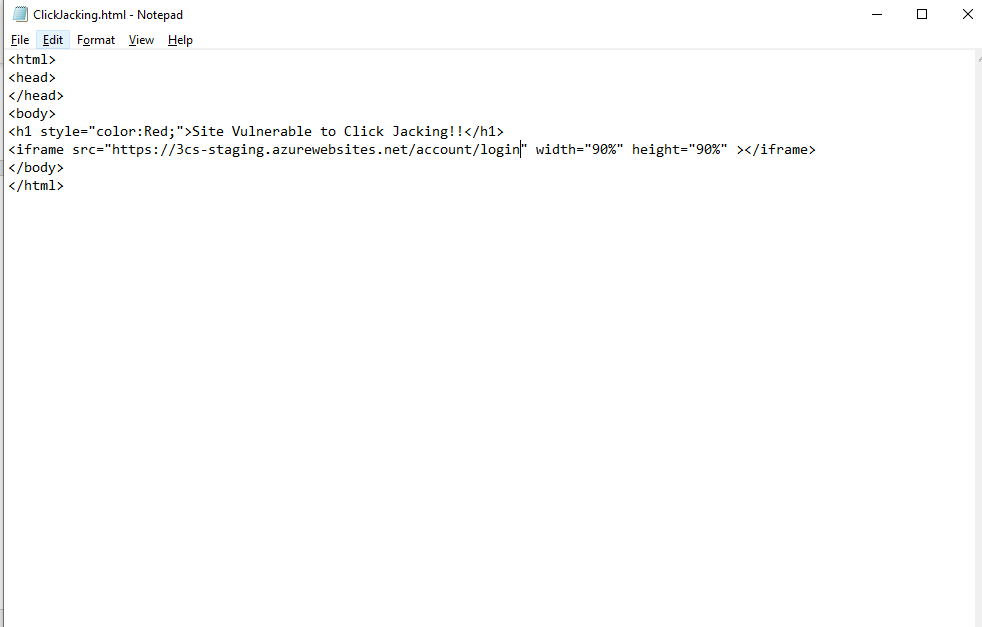 ClickJacking.html - Notepad
File Edit Format View Help
<html>
<head>
</head>
<body>
<h1 style="color:Red;">Site Vulnerable to Click Jacking!!</h1>
<iframe src="https://3cs-staging.azurewebsites.net/account/login" width="90%" height="90%" ></iframe>
</body>
</html>